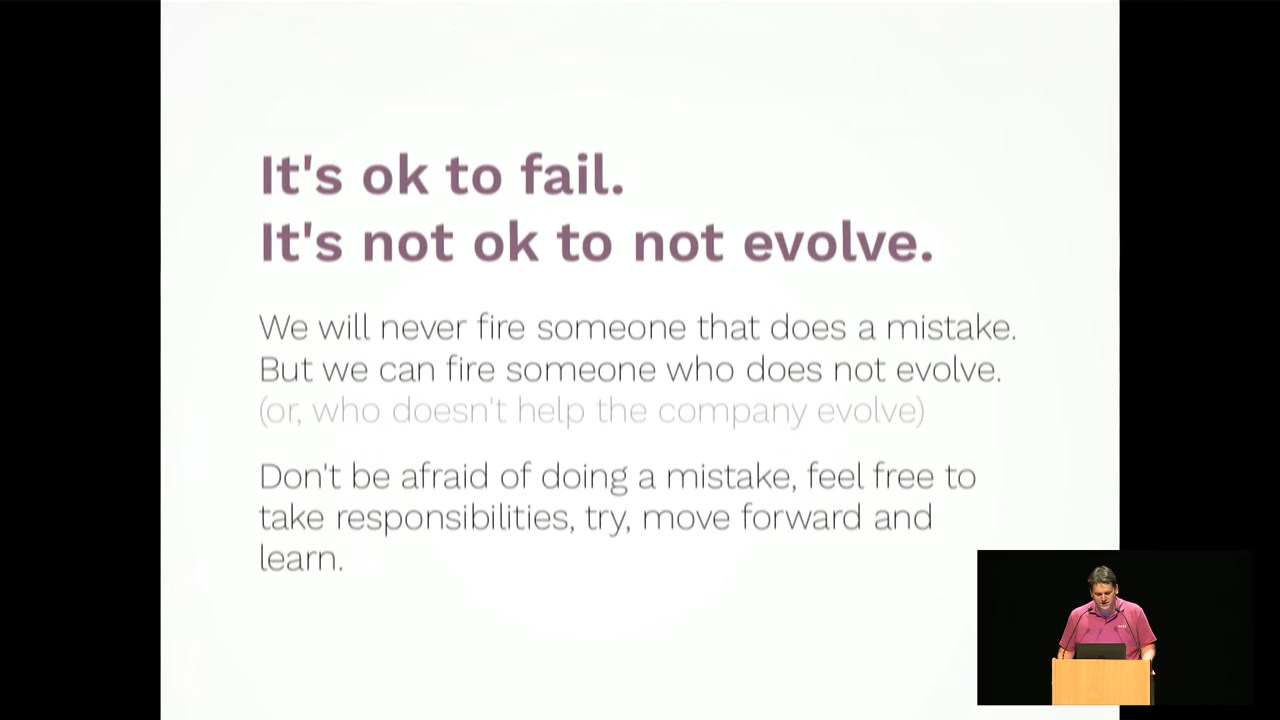 It's ok to fail.
It's not ok to not evolve.
We will never fire someone that does a mistake.
But we can fire someone who does not evolve.
(or, who doesn't help the company evolve)
Don't be afraid of doing a mistake, feel free to
take responsibilities, try, move forward and
learn.